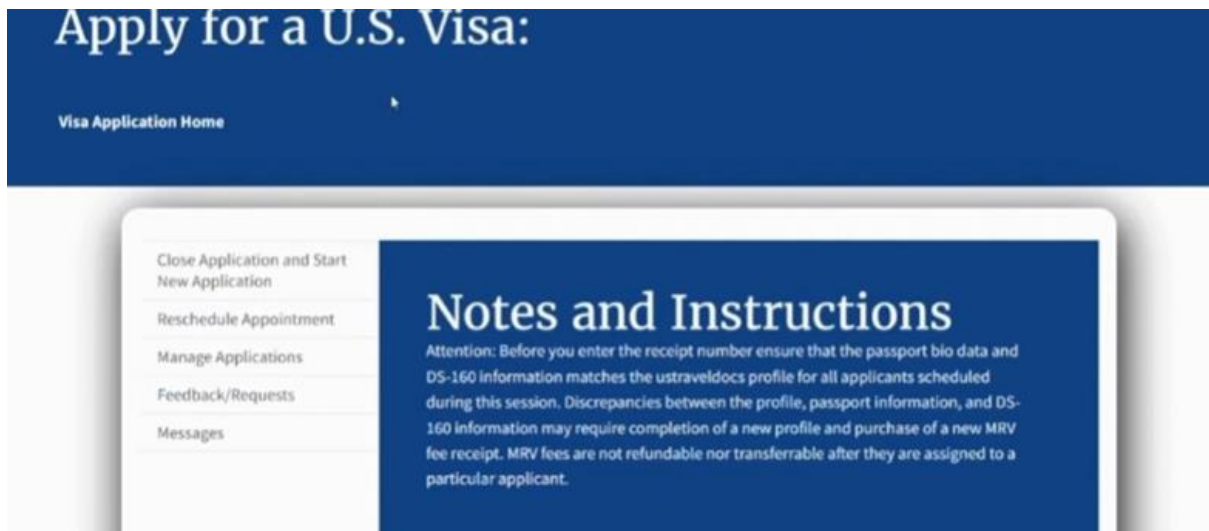 Apply for a U.S. Visa:
Visa Application Home
Close Application and Start
New Application
Reschedule Appointment
Manage Applications
Feedback/Requests
Messages
Notes and Instructions
Attention: Before you enter the receipt number ensure that the passport bio data and
DS-160 information matches the ustraveldocs profile for all applicants scheduled
during this session. Discrepancies between the profile, passport information, and DS-
160 information may require completion of a new profile and purchase of a new MRV
fee receipt. MRV fees are not refundable nor transferrable after they are assigned to a
particular applicant.